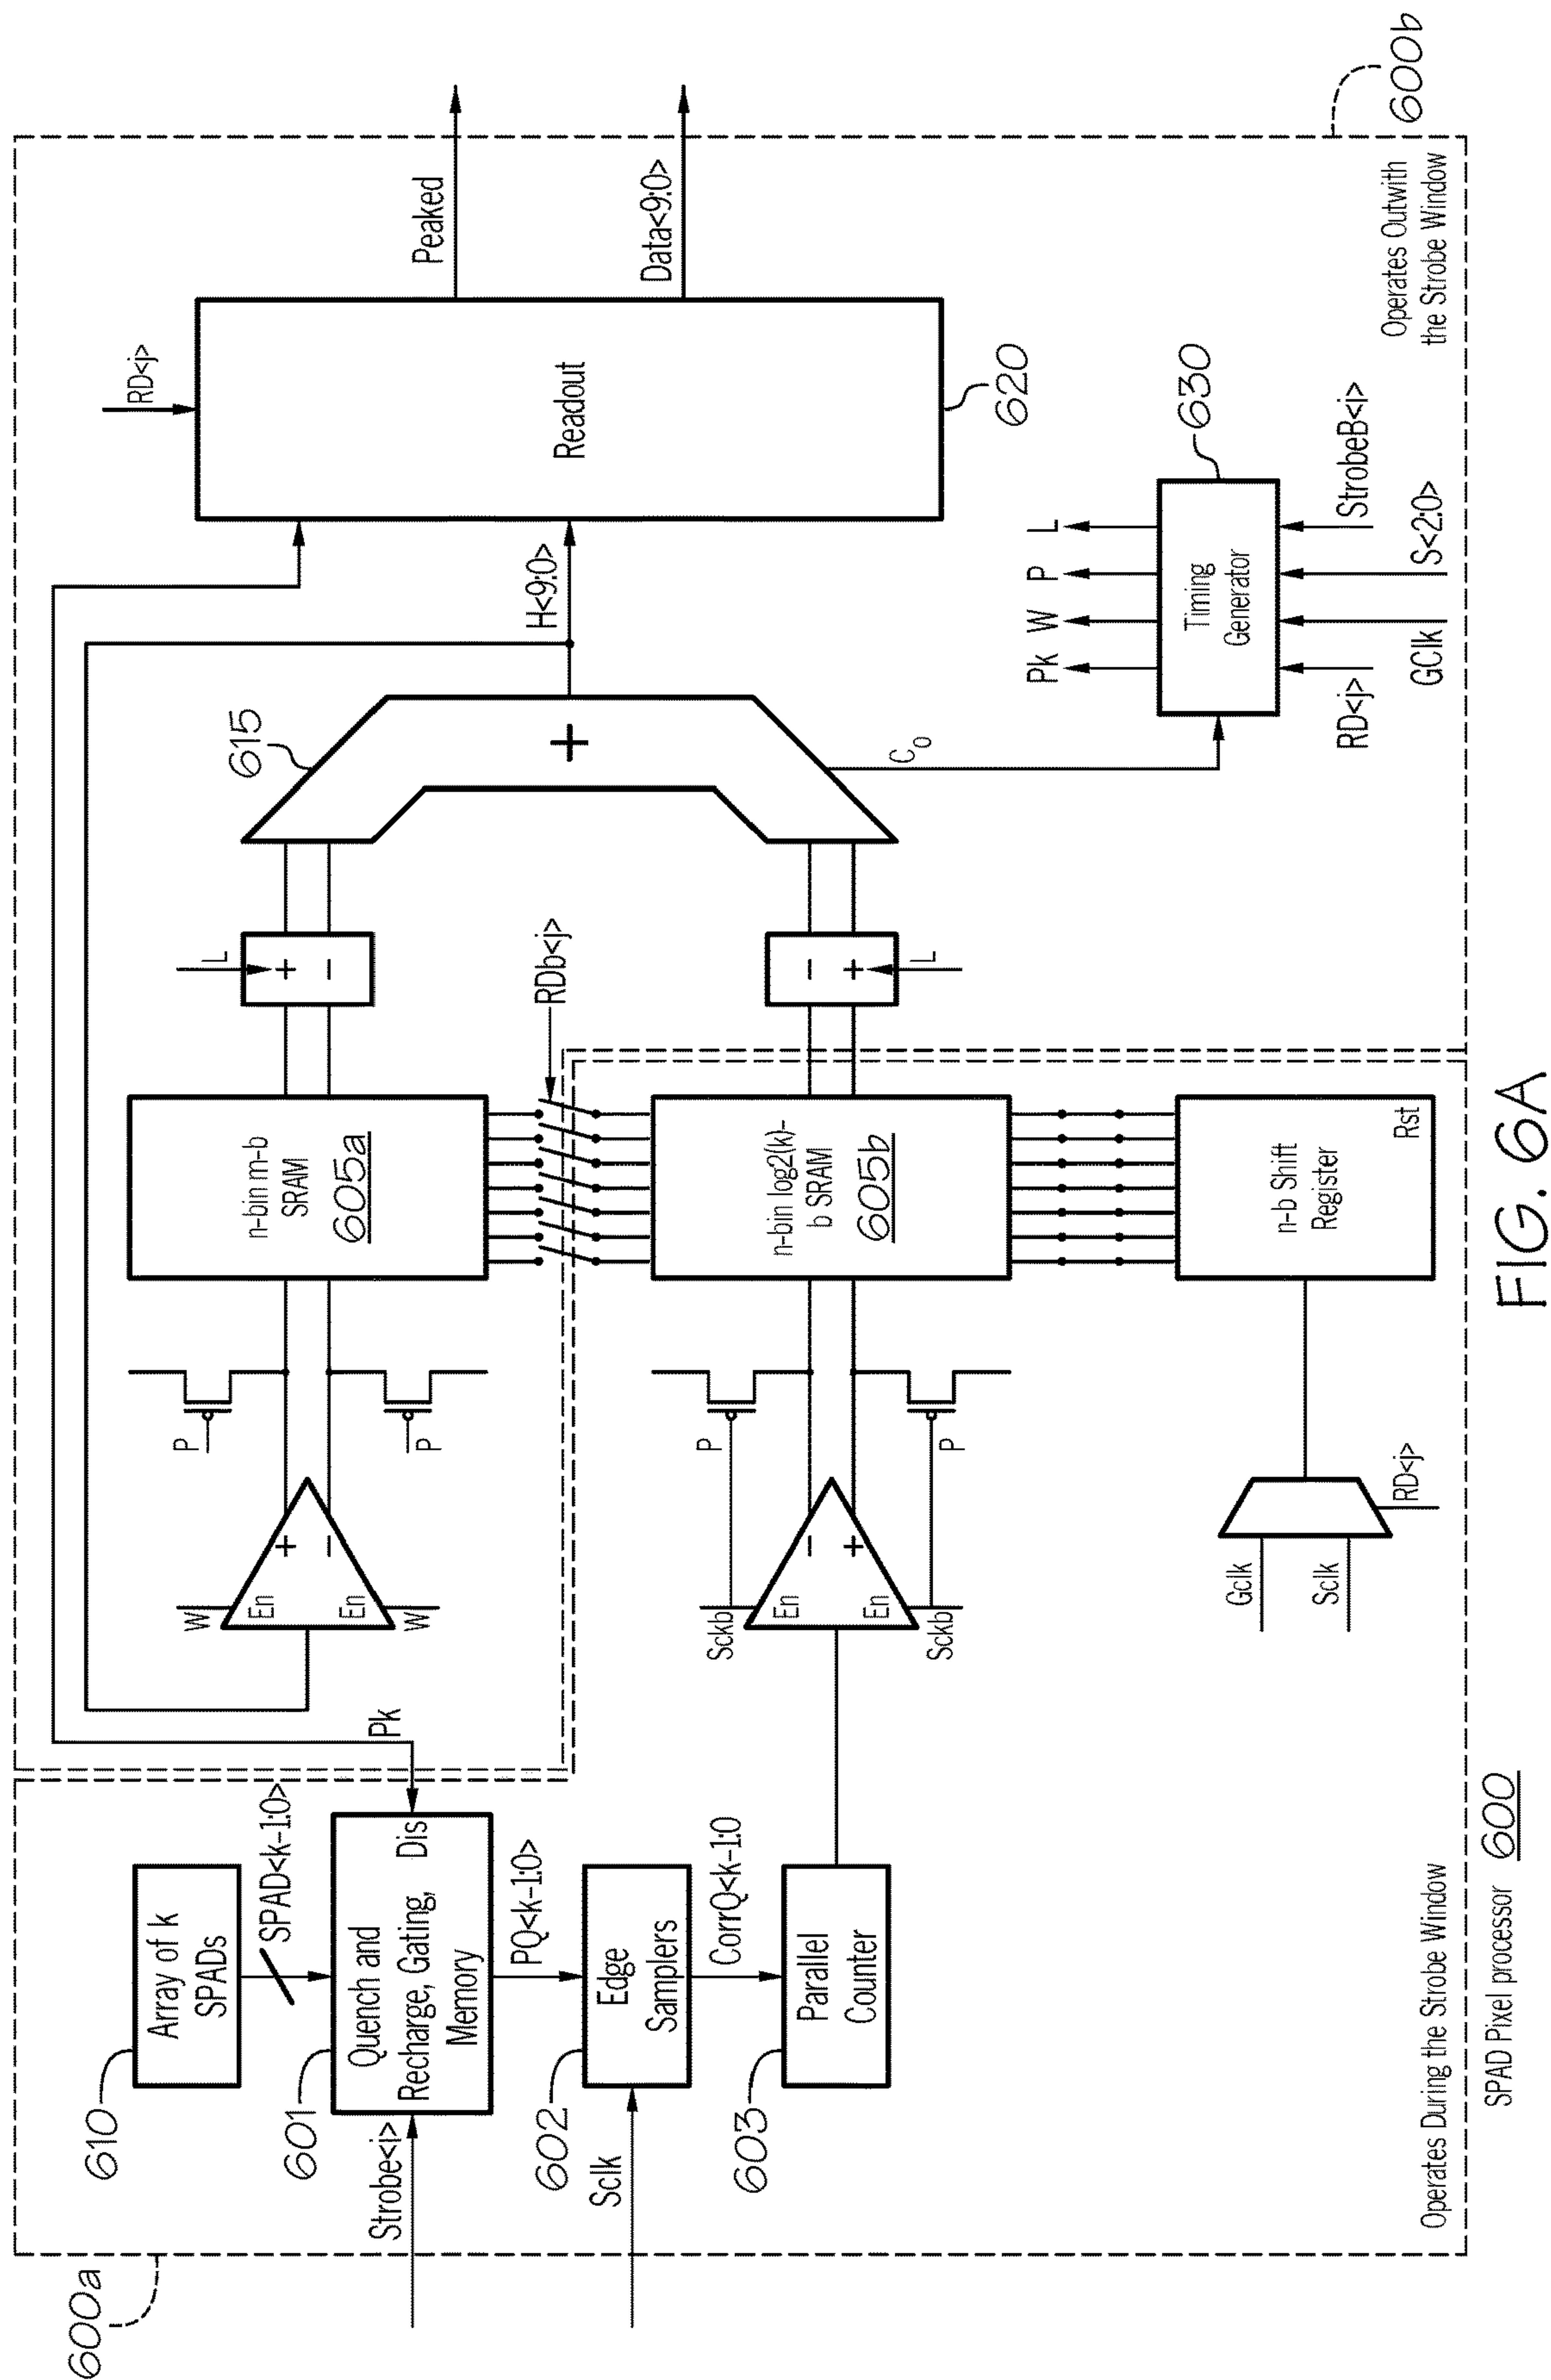 600a
600b
610
Array of k
SPADs
SPAD<k-1:0>
601
Quench and
Recharge, Gating,
Memory
Dis
Pk
Strobe<i>
PQ<k-1:0>
602
Edge
Samplers
Sclk
CorrQ<k-1:0
603
Parallel
Counter
W
En
En
W
+
−
P
P
n-bin m-b
SRAM
605a
L
+
−
615
+
C0
H<9:0>
RD<j>
Readout
620
Peaked
Data<9:0>
RDb<j>
Sckb
En
En
Sckb
−
+
P
P
n-bin log2(k)-
b SRAM
605b
−
+
L
Gclk
Sclk
RD<j>
n-b Shift
Register
Rst
Pk
W
P
L
Timing
Generator
630
RD<j>
GClk
S<2:0>
StrobeB<i>
Operates During the Strobe Window
Operates Outwith
the Strobe Window
SPAD Pixel processor 600
FIG. 6A